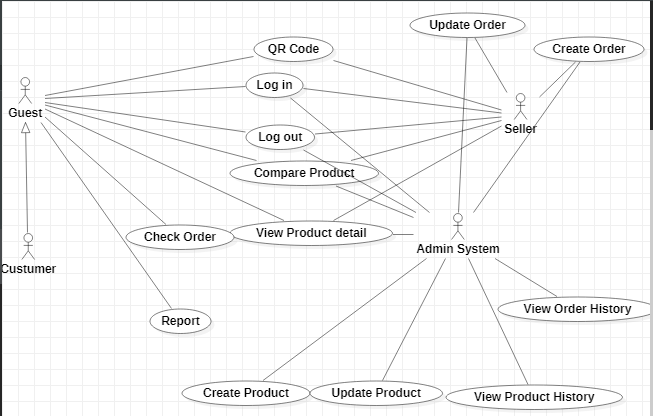 Update Order
QR Code
Create Order
Log in
Guest
Seller
Log out
Compare Product
Check Order
View Product detail
Admin System
Custumer
View Order History
Report
Create Product
Update Product
View Product History